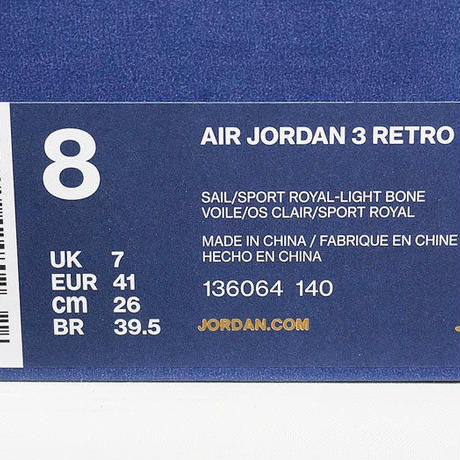 8
AIR JORDAN 3 RETRO
SAIL/SPORT ROYAL-LIGHT BONE
VOILE/OS CLAIR/SPORT ROYAL
MADE IN CHINA / FABRIQUE EN CHINE
HECHO EN CHINA
UK 7
EUR 41
CM 26
BR 39.5
136064 140
JORDAN.COM